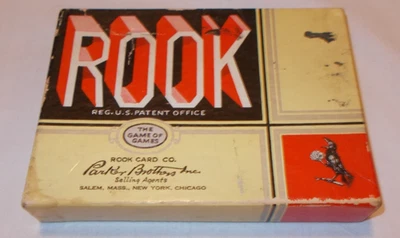 ROOK
REG. U.S. PATENT OFFICE
THE
GAME OF
GAMES
ROOK CARD CO.
Parker Brothers Inc.
Selling Agents
SALEM, MASS., NEW YORK, CHICAGO